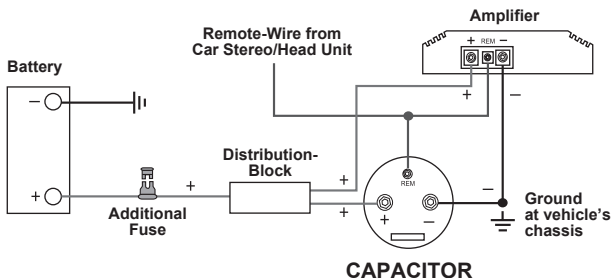 Amplifier
Remote-Wire from
Car Stereo/Head Unit
+ REM −
Battery
+
−
−
Distribution-
Block
+
REM
+
+
+
−
−
+ −
Additional
Fuse
Ground
at vehicle's
chassis
CAPACITOR